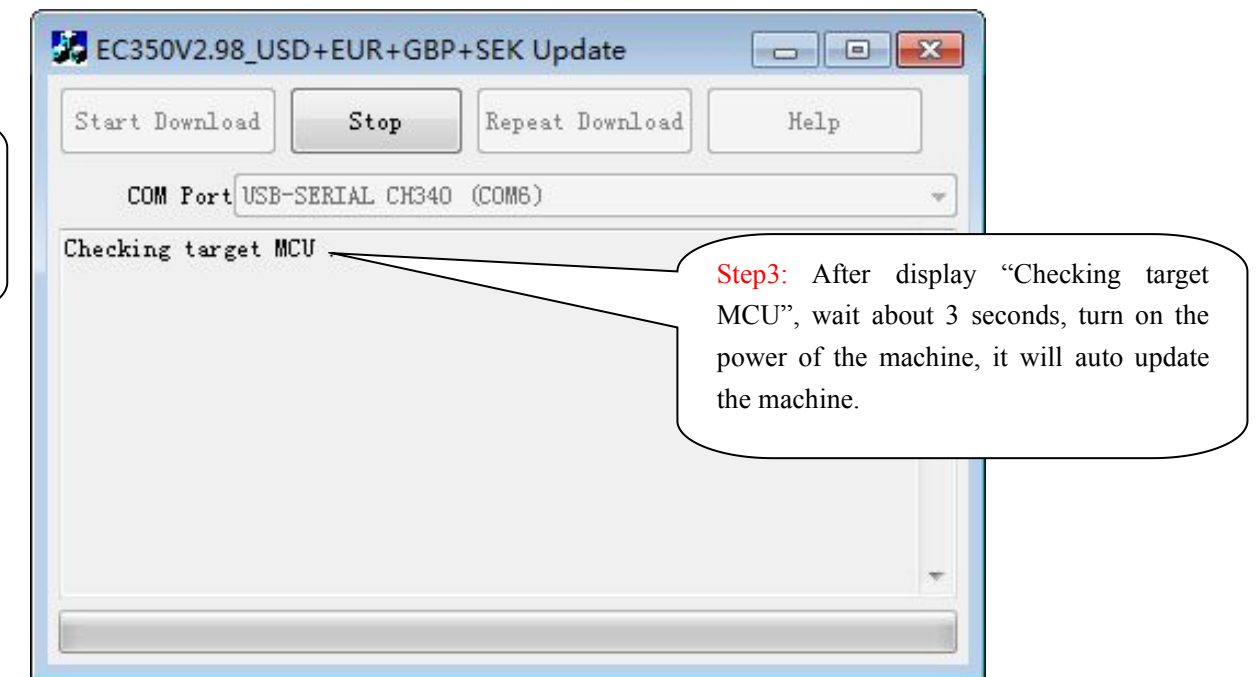 EC350V2.98_USD+EUR+GBP+SEK Update
Start Download Stop Repeat Download Help
COM Port USB-SERIAL CH340 (COM6)
Checking target MCU .
Step3: After display “Checking target
MCU”, wait about 3 seconds, turn on the
power of the machine, it will auto update
the machine.